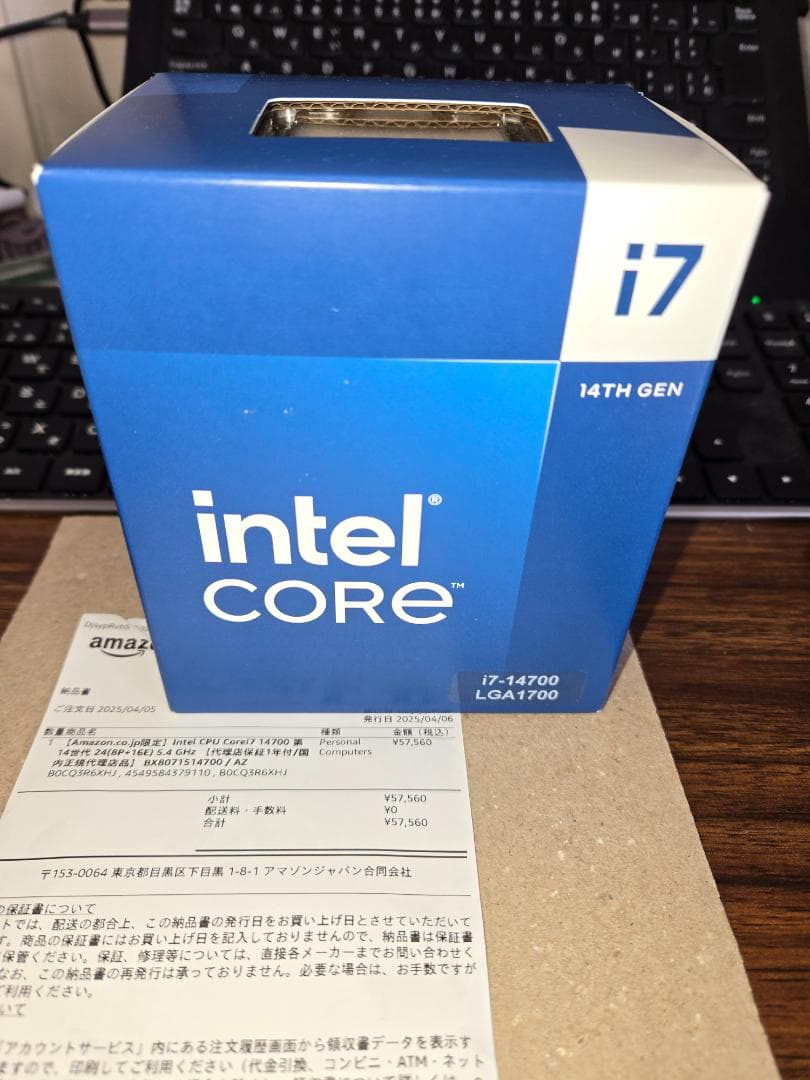 i7
14TH GEN
intel®
CORe™
i7-14700
LGA1700
amaz
納品書
ご注文日 2025/04/05
発行日 2025/04/06
数量 商品名 種類 金額（税込）
1 【Amazon.co.jp限定】Intel CPU Corei7 14700 第 Personal ¥57,560
14世代 24(8P+16E) 5.4 GHz 【代理店保証1年付/国 Computers
内正規代理店品】 BX8071514700 / AZ
B0CQ3R6XHJ , 4549584379110 , B0CQ3R6XHJ
小計 ¥57,560
配送料・手数料 ¥0
合計 ¥57,560
〒153-0064 東京都目黒区下目黒 1-8-1 アマゾンジャパン合同会社
の保証書について
トでは、配送の都合上、この納品書の発行日をお買い上げ日とさせていただいて
す。商品の保証書にはお買い上げ日を記入しておりませんので、納品書は保証書
保管ください。保証、修理等については、直接各メーカーまでお問い合わせく
なお、この納品書の再発行は承っておりません。必要な場合は、お手数ですが
ご利用ください。
いて
「アカウントサービス」内にある注文履歴画面から領収書データを表示す
ますので、印刷してご利用ください（代金引換、コンビニ・ATM・ネット